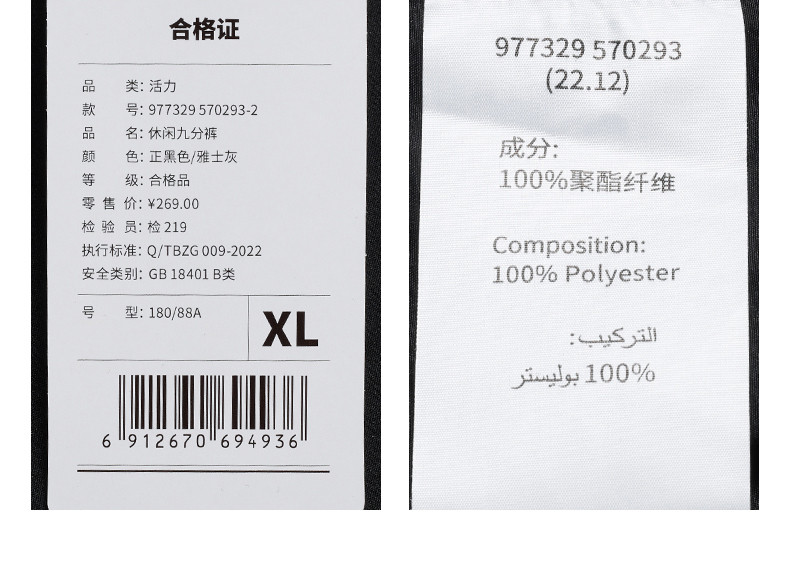 合格证
品 类: 活力
款 号: 977329 570293-2
品 名: 休闲九分裤
颜 色: 正黑色/雅士灰
等 级: 合格品
零 售 价: ¥269.00
检 验 员: 检 219
执行标准: Q/TBZG 009-2022
安全类别: GB 18401 B类
号 型: 180/88A
XL
6 912670 694936
977329 570293
(22.12)
成分:
100%聚酯纤维
Composition:
100% Polyester
التركيب:
100% بوليستر